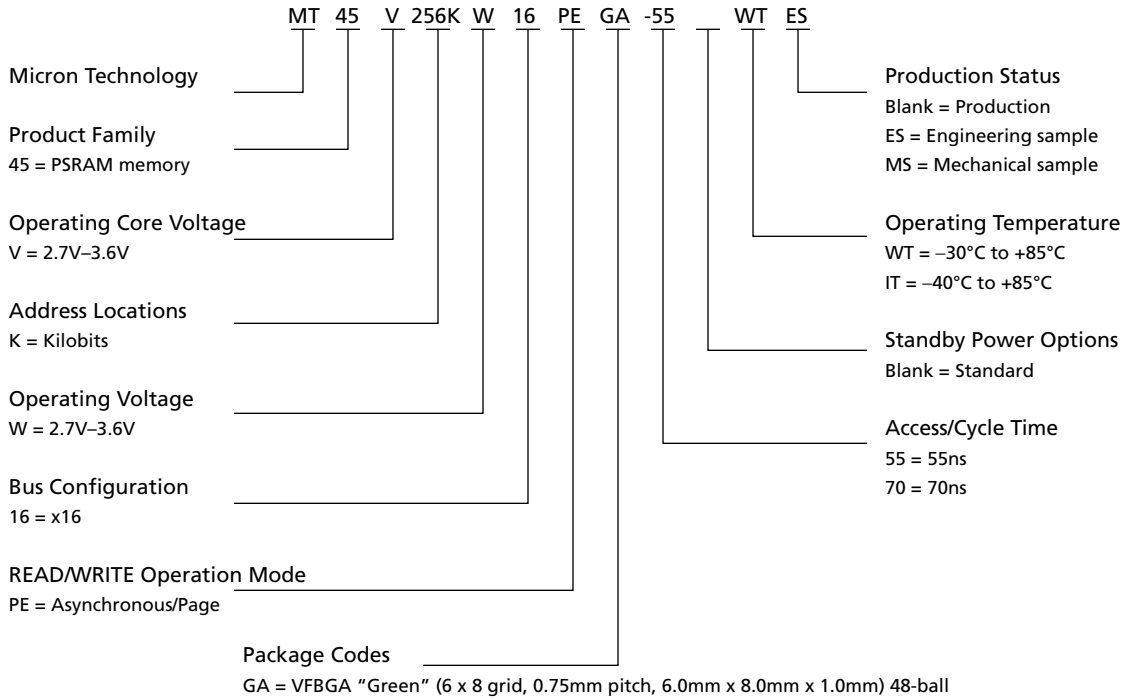 MT 45 V 256K W 16 PE GA -55 WT ES
Micron Technology
Product Family
45 = PSRAM memory
Operating Core Voltage
V = 2.7V–3.6V
Address Locations
K = Kilobits
Operating Voltage
W = 2.7V–3.6V
Bus Configuration
16 = x16
READ/WRITE Operation Mode
PE = Asynchronous/Page
Package Codes
GA = VFBGA “Green” (6 x 8 grid, 0.75mm pitch, 6.0mm x 8.0mm x 1.0mm) 48-ball
Production Status
Blank = Production
ES = Engineering sample
MS = Mechanical sample
Operating Temperature
WT = –30°C to +85°C
IT = –40°C to +85°C
Standby Power Options
Blank = Standard
Access/Cycle Time
55 = 55ns
70 = 70ns